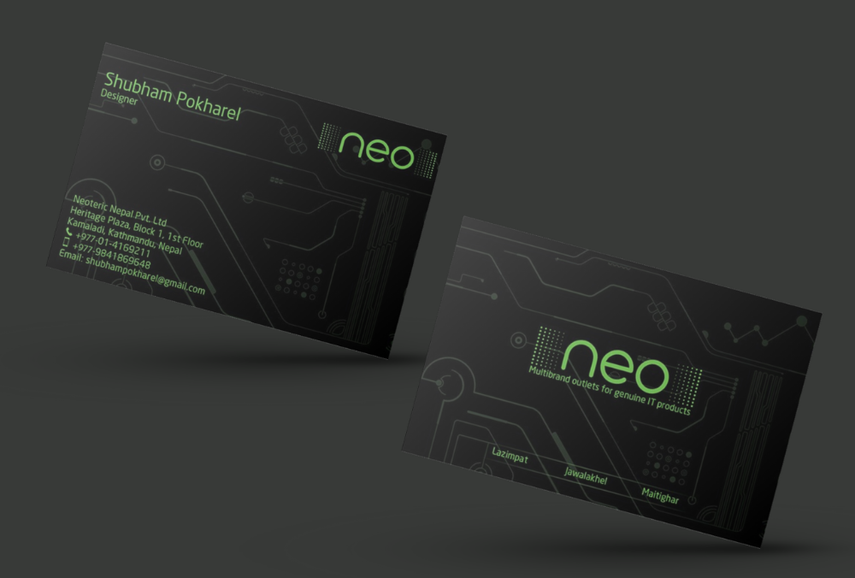 Shubham Pokharel
Designer
neo
Neoteric Nepal Pvt. Ltd
Heritage Plaza, Block 1, 1st Floor
Kamaladi, Kathmandu, Nepal
+977-01-4169211
+977-9841869648
Email: shubhampokharel@gmail.com
neo
Multibrand outlets for genuine IT products
Lazimpat
Jawalakhel
Maitighar